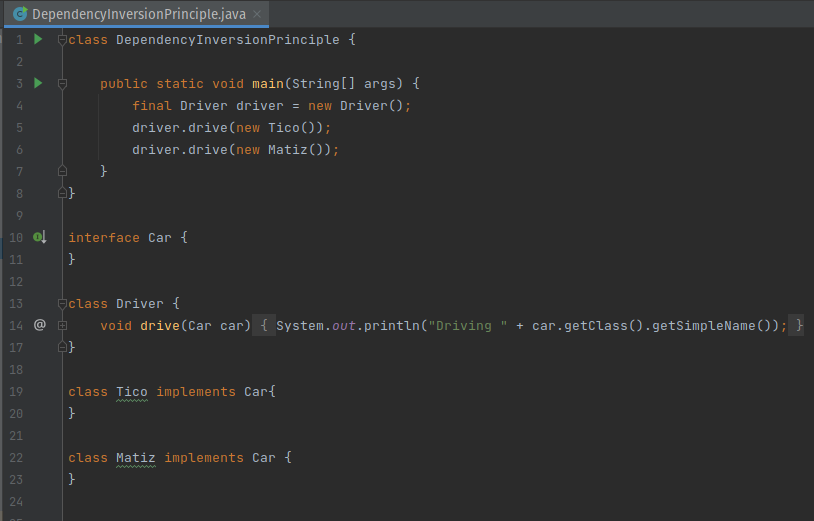 DependencyInversionPrinciple.java
1 class DependencyInversionPrinciple {
2
3     public static void main(String[] args) {
4         final Driver driver = new Driver();
5         driver.drive(new Tico());
6         driver.drive(new Matiz());
7     }
8 }
9
10 interface Car {
11 }
12
13 class Driver {
14 @     void drive(Car car) { System.out.println("Driving " + car.getClass().getSimpleName()); }
17 }
18
19 class Tico implements Car{
20 }
21
22 class Matiz implements Car {
23 }
24